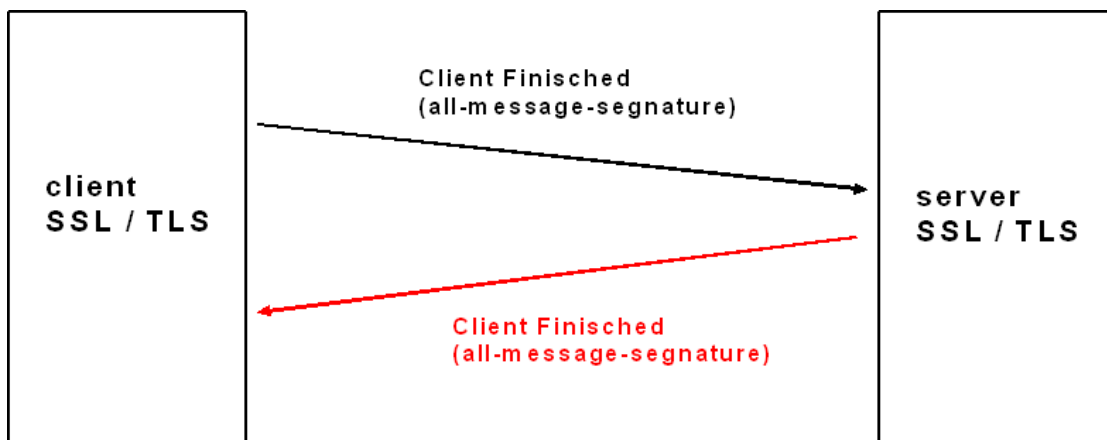 Client Finisched
(all-message-segnature)
client
SSL / TLS
server
SSL / TLS
Client Finisched
(all-message-segnature)